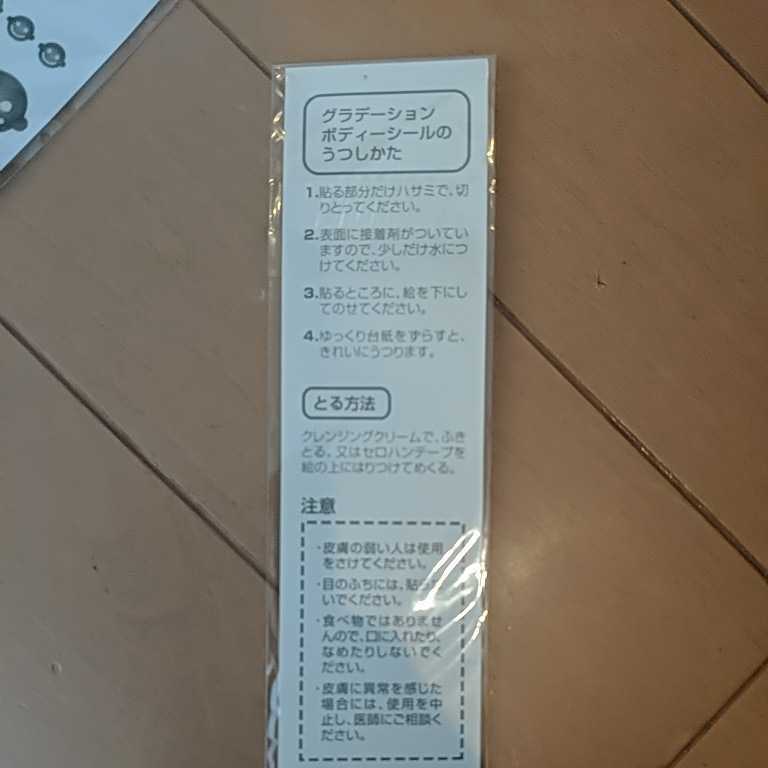 グラデーション
ボディーシールの
うつしかた
1.貼る部分だけハサミで、切
りとってください。
2.表面に接着剤がついてい
ますので、少しだけ水につ
けてください。
3.貼るところに、絵を下にし
てのせてください。
4.ゆっくり台紙をずらすと、
きれいにうつります。
とる方法
クレンジングクリームで、ふき
とる。又はセロハンテープを
絵の上にはりつけてめくる。
注意
・皮膚の弱い人は使用
をさけてください。
・目のふちには、貼らな
いでください。
・食べ物ではありませ
んので、口に入れたり、
なめたりしないでく
ださい。
・皮膚に異常を感じた
場合には、使用を中
止し、医師にご相談く
ださい。